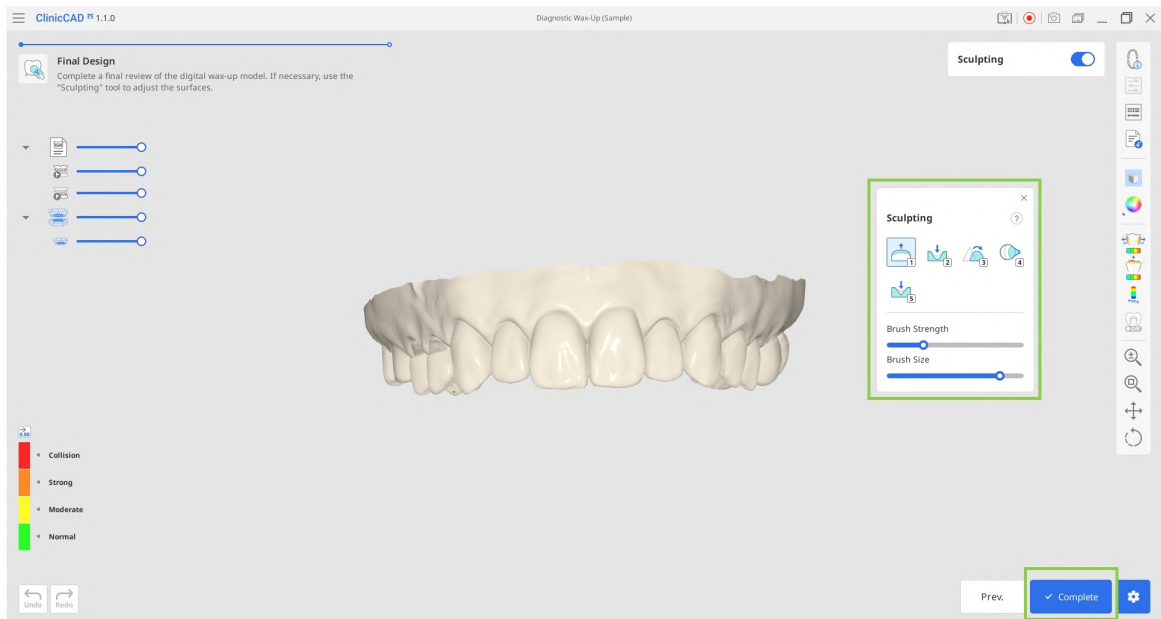 ClinicCAD 1.1.0
Diagnostic Wax-Up (Sample)
Final Design
Complete a final review of the digital wax-up model. If necessary, use the
"Sculpting" tool to adjust the surfaces.
Sculpting
Sculpting
?
1
2
3
4
5
Brush Strength
Brush Size
0.00
Collision
Strong
Moderate
Normal
Undo
Redo
Prev.
Complete